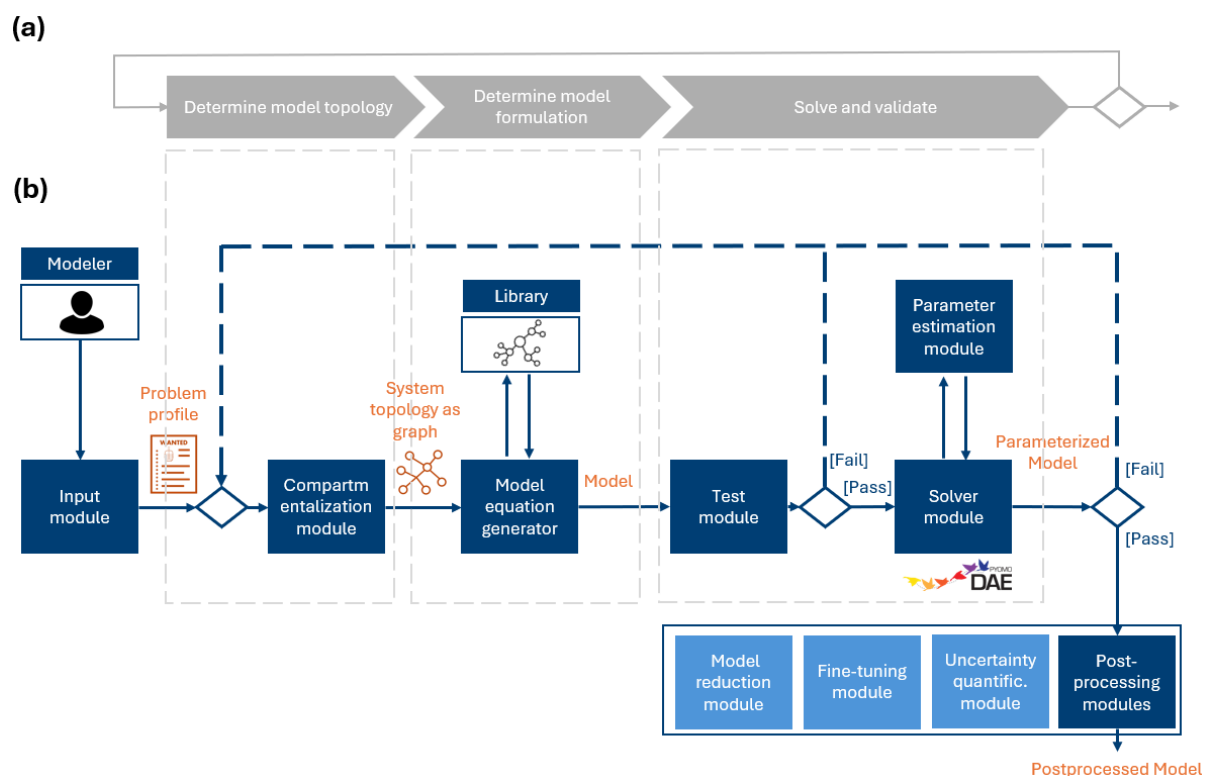 (a)
Determine model topology
Determine model
formulation
Solve and validate
(b)
Modeler
Library
Parameter
estimation
module
Problem
profile
WANTED
System
topology as
graph
Parameterized
Model
Input
module
Compartm
entalization
module
Model
equation
generator
Model
Test
module
[Fail]
[Pass]
Solver
module
[Fail]
[Pass]
PYOMO
DAE
Model
reduction
module
Fine-tuning
module
Uncertainty
quantific.
module
Post-
processing
modules
Postprocessed Model